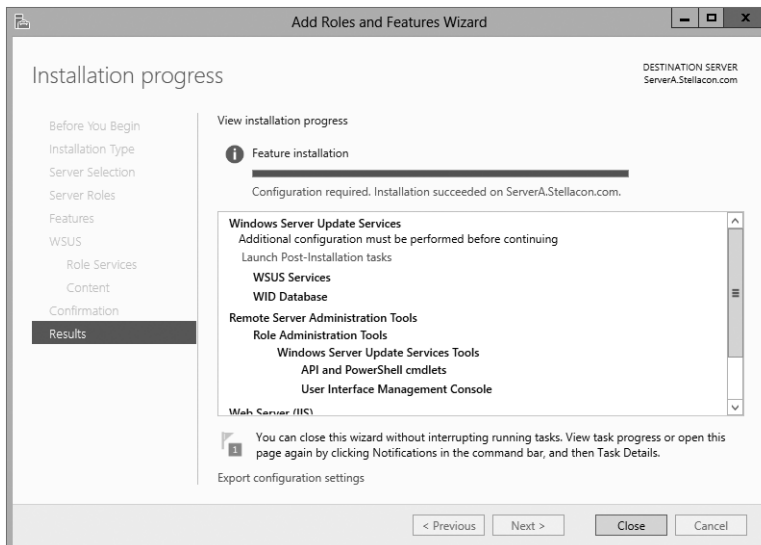 Add Roles and Features Wizard
Installation progress
DESTINATION SERVER
ServerA.Stellacon.com
Before You Begin
Installation Type
Server Selection
Server Roles
Features
WSUS
Role Services
Content
Confirmation
Results
View installation progress
Feature installation
Configuration required. Installation succeeded on ServerA.Stellacon.com.
Windows Server Update Services
Additional configuration must be performed before continuing
Launch Post-Installation tasks
WSUS Services
WID Database
Remote Server Administration Tools
Role Administration Tools
Windows Server Update Services Tools
API and PowerShell cmdlets
User Interface Management Console
Web Server (IIS)
1
You can close this wizard without interrupting running tasks. View task progress or open this
page again by clicking Notifications in the command bar, and then Task Details.
Export configuration settings
< Previous
Next >
Close
Cancel